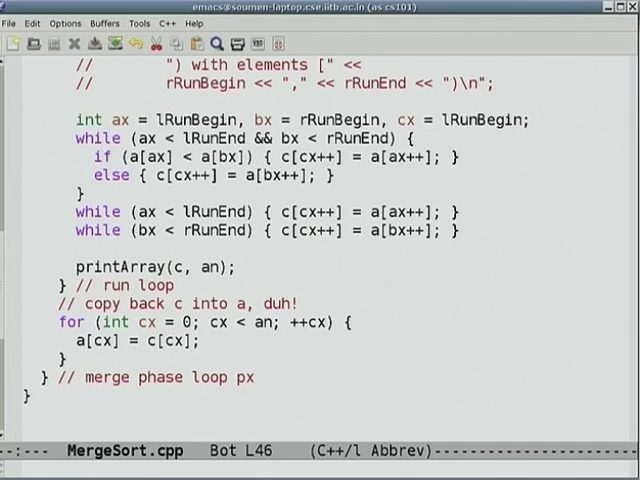 emacs@soumen-laptop.cse.iitb.ac.in (as cs101)
File Edit Options Buffers Tools C++ Help
// ") with elements [" <<
// rRunBegin << "," << rRunEnd << ")\n";
int ax = lRunBegin, bx = rRunBegin, cx = lRunBegin;
while (ax < lRunEnd && bx < rRunEnd) {
if (a[ax] < a[bx]) { c[cx++] = a[ax++]; }
else { c[cx++] = a[bx++]; }
}
while (ax < lRunEnd) { c[cx++] = a[ax++]; }
while (bx < rRunEnd) { c[cx++] = a[bx++]; }
printArray(c, an);
} // run loop
// copy back c into a, duh!
for (int cx = 0; cx < an; ++cx) {
a[cx] = c[cx];
}
} // merge phase loop px
}
--:--- MergeSort.cpp Bot L46 (C++/l Abbrev)-----------------------